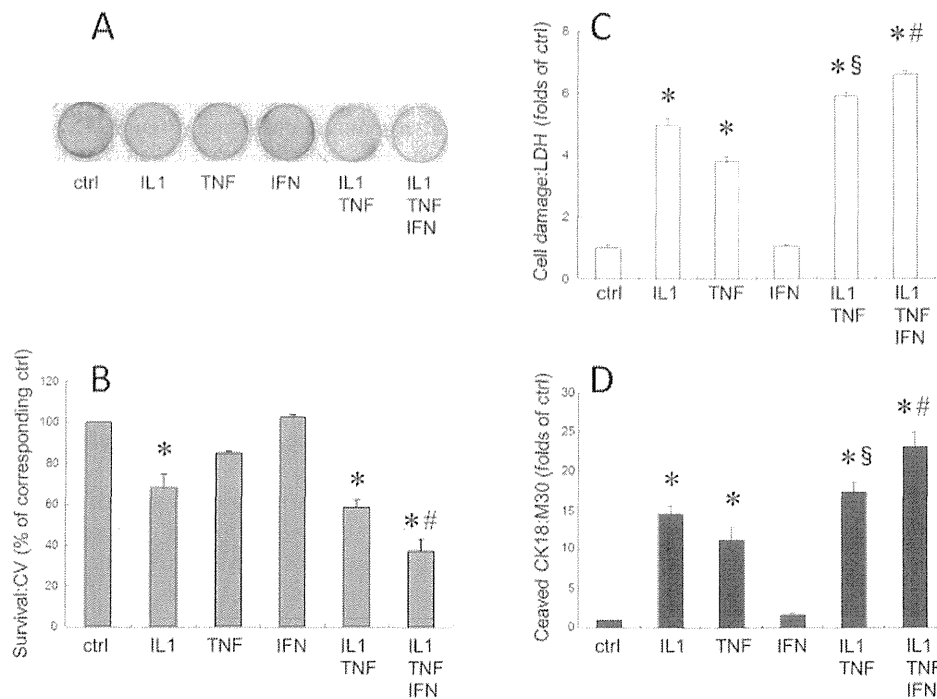 A
ctrl IL1 TNF IFN IL1 IL1
TNF TNF
IFN
B
Survival:CV (% of corresponding ctrl)
120
100
80
60
40
20
0
*
*
*#
ctrl IL1 TNF IFN IL1 IL1
TNF TNF
IFN
C
Cell damage:LDH (folds of ctrl)
8
6
4
2
0
*
*
*§
*#
ctrl IL1 TNF IFN IL1 IL1
TNF TNF
IFN
D
Ceaved CK18:M30 (folds of ctrl)
30
25
20
15
10
5
0
*
*
*§
*#
ctrl IL1 TNF IFN IL1 IL1
TNF TNF
IFN